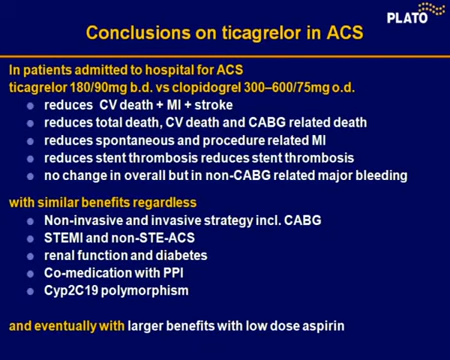 PLATO
Conclusions on ticagrelor in ACS
In patients admitted to hospital for ACS
ticagrelor 180/90mg b.d. vs clopidogrel 300–600/75mg o.d.
reduces CV death + MI + stroke
reduces total death, CV death and CABG related death
reduces spontaneous and procedure related MI
reduces stent thrombosis reduces stent thrombosis
no change in overall but in non-CABG related major bleeding
with similar benefits regardless
Non-invasive and invasive strategy incl. CABG
STEMI and non-STE-ACS
renal function and diabetes
Co-medication with PPI
Cyp2C19 polymorphism
and eventually with larger benefits with low dose aspirin